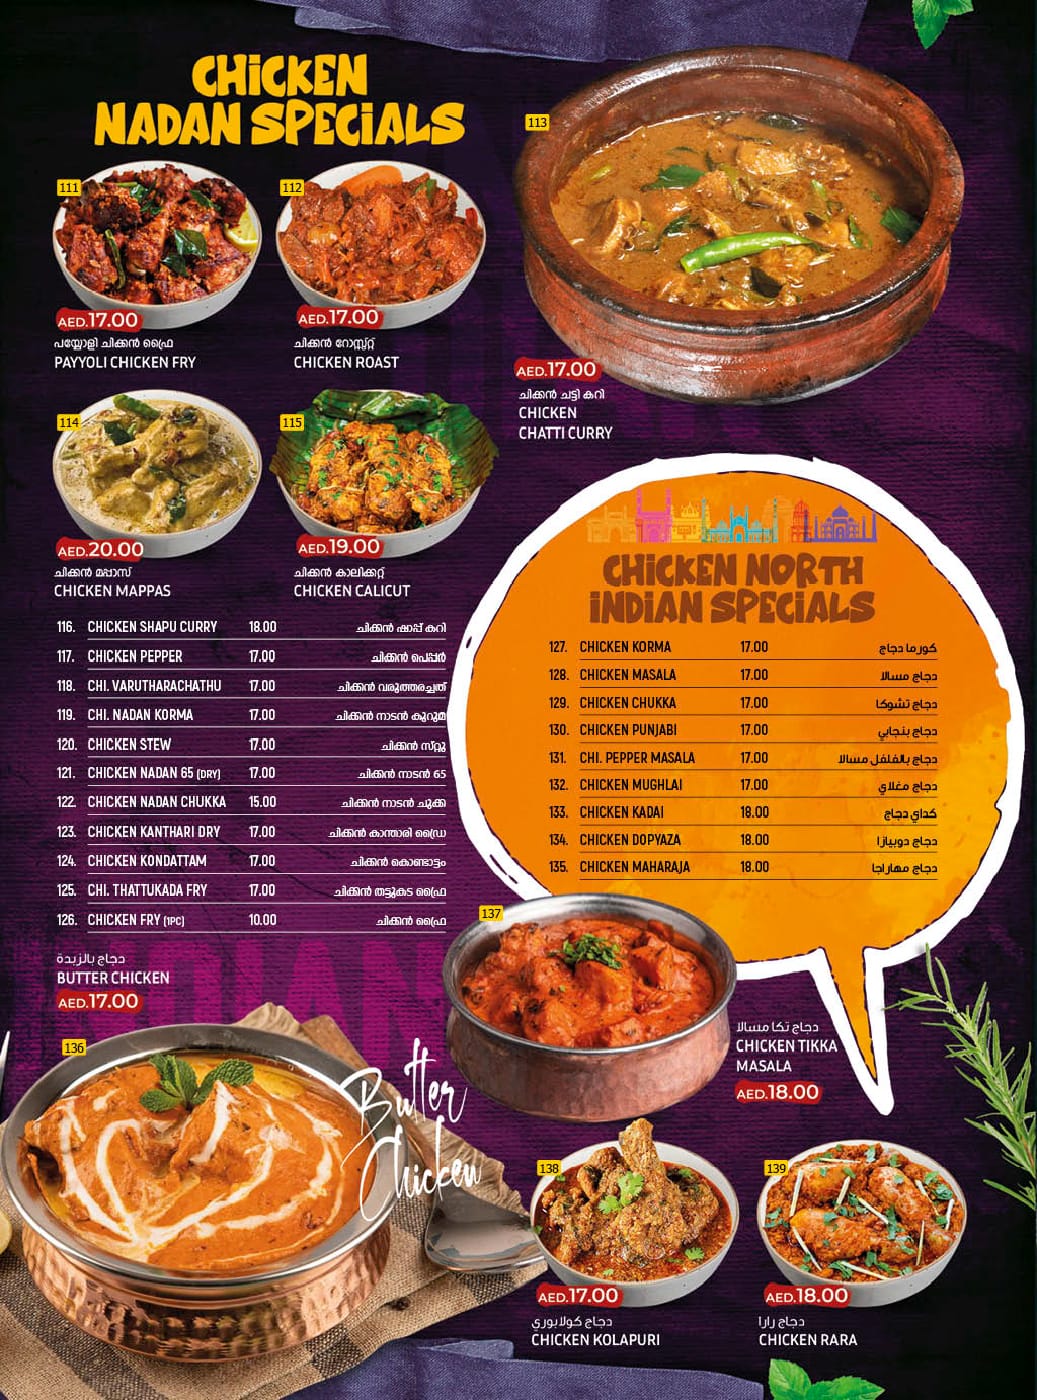 CHiCKEN
NADAN SPECiALS
111
AED.17.00
പയ്യോളി ചിക്കൻ ഫ്രൈ
PAYYOLI CHICKEN FRY
112
AED.17.00
ചിക്കൻ റോസ്റ്റ്
CHICKEN ROAST
113
AED.17.00
ചിക്കൻ ചട്ടി കറി
CHICKEN
CHATTI CURRY
114
AED.20.00
ചിക്കൻ മപ്പാസ്
CHICKEN MAPPAS
115
AED.19.00
ചിക്കൻ കാലിക്കറ്റ്
CHICKEN CALICUT
116. CHICKEN SHAPU CURRY 18.00 ചിക്കൻ ഷാപ്പ് കറി
117. CHICKEN PEPPER 17.00 ചിക്കൻ പെപ്പർ
118. CHI. VARUTHARACHATHU 17.00 ചിക്കൻ വരുത്തരച്ചത്
119. CHI. NADAN KORMA 17.00 ചിക്കൻ നാടൻ കുറുമ
120. CHICKEN STEW 17.00 ചിക്കൻ സ്റ്റൂ
121. CHICKEN NADAN 65 (DRY) 17.00 ചിക്കൻ നാടൻ 65
122. CHICKEN NADAN CHUKKA 15.00 ചിക്കൻ നാടൻ ചുക്ക
123. CHICKEN KANTHARI DRY 17.00 ചിക്കൻ കാന്താരി ഡ്രൈ
124. CHICKEN KONDATTAM 17.00 ചിക്കൻ കൊണ്ടാട്ടം
125. CHI. THATTUKADA FRY 17.00 ചിക്കൻ തട്ടുകട ഫ്രൈ
126. CHICKEN FRY (1PC) 10.00 ചിക്കൻ ഫ്രൈ
CHiCKEN NORTH
iNDiAN SPECiALS
127. CHICKEN KORMA 17.00 كورما دجاج
128. CHICKEN MASALA 17.00 دجاج مسالا
129. CHICKEN CHUKKA 17.00 دجاج تشوكا
130. CHICKEN PUNJABI 17.00 دجاج بنجابي
131. CHI. PEPPER MASALA 17.00 دجاج بالفلفل مسالا
132. CHICKEN MUGHLAI 17.00 دجاج مغلاي
133. CHICKEN KADAI 18.00 كداي دجاج
134. CHICKEN DOPYAZA 18.00 دجاج دوبيازا
135. CHICKEN MAHARAJA 18.00 دجاج مهاراجا
دجاج بالزبدة
BUTTER CHICKEN
AED.17.00
136
Butter
Chicken
137
دجاج تكا مسالا
CHICKEN TIKKA
MASALA
AED.18.00
138
AED.17.00
دجاج كولابوري
CHICKEN KOLAPURI
139
AED.18.00
دجاج رارا
CHICKEN RARA
INDIAN